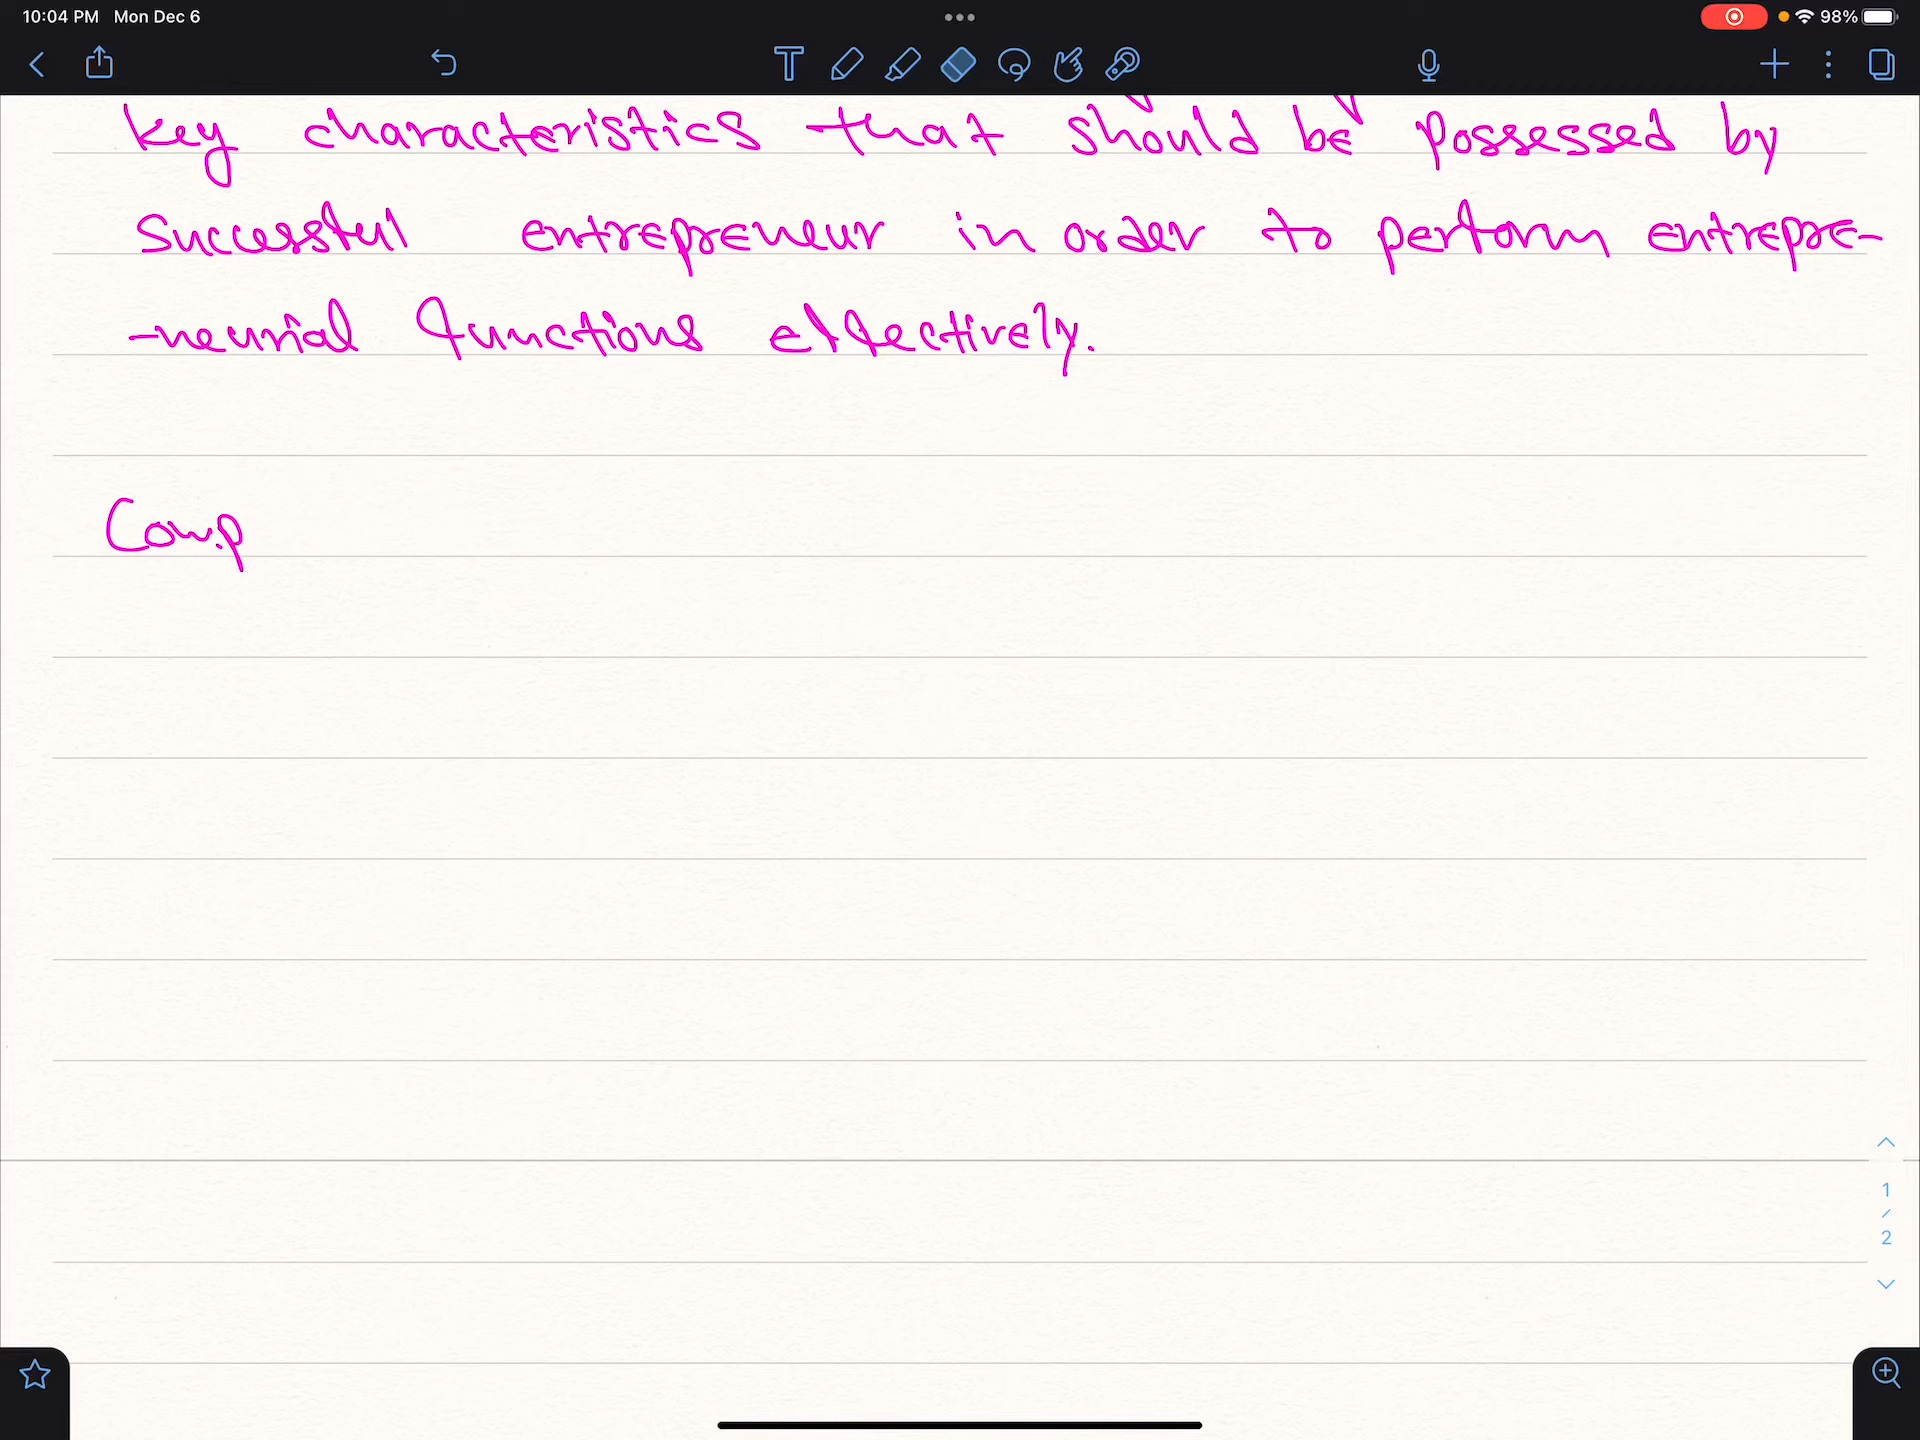 10:04 PM Mon Dec 6
98%
key characteristics that should be possessed by
successful entrepreneur in order to perform entrepre-
-neurial functions effectively.
Comp
1
/
2